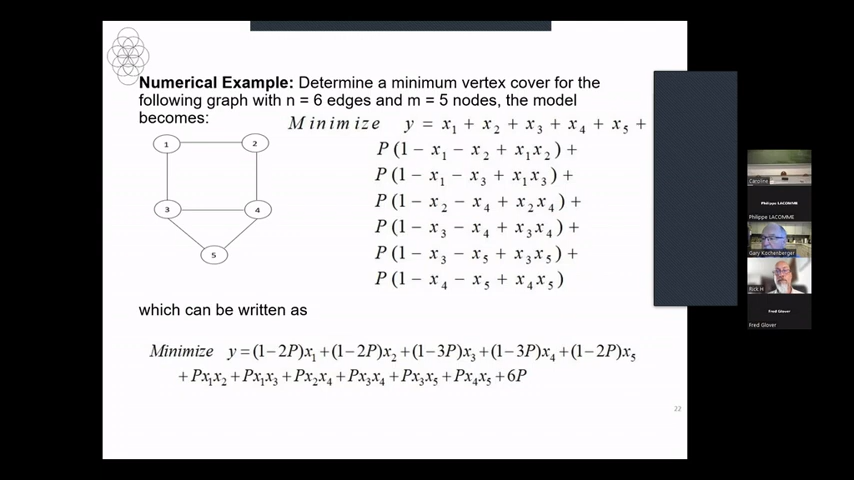 Numerical Example: Determine a minimum vertex cover for the
following graph with n = 6 edges and m = 5 nodes, the model
becomes:
Minimize y = x₁ + x₂ + x₃ + x₄ + x₅ +
P(1 − x₁ − x₂ + x₁x₂) +
P(1 − x₁ − x₃ + x₁x₃) +
P(1 − x₂ − x₄ + x₂x₄) +
P(1 − x₃ − x₄ + x₃x₄) +
P(1 − x₃ − x₅ + x₃x₅) +
P(1 − x₄ − x₅ + x₄x₅)
1
2
3
4
5
which can be written as
Minimize y = (1−2P)x₁ + (1−2P)x₂ + (1−3P)x₃ + (1−3P)x₄ + (1−2P)x₅
+ Px₁x₂ + Px₁x₃ + Px₂x₄ + Px₃x₄ + Px₃x₅ + Px₄x₅ + 6P
22
Caroline
Philippe LACOMME
Philippe LACOMME
Gary Kochenberger
Rick H
Fred Glover
Fred Glover